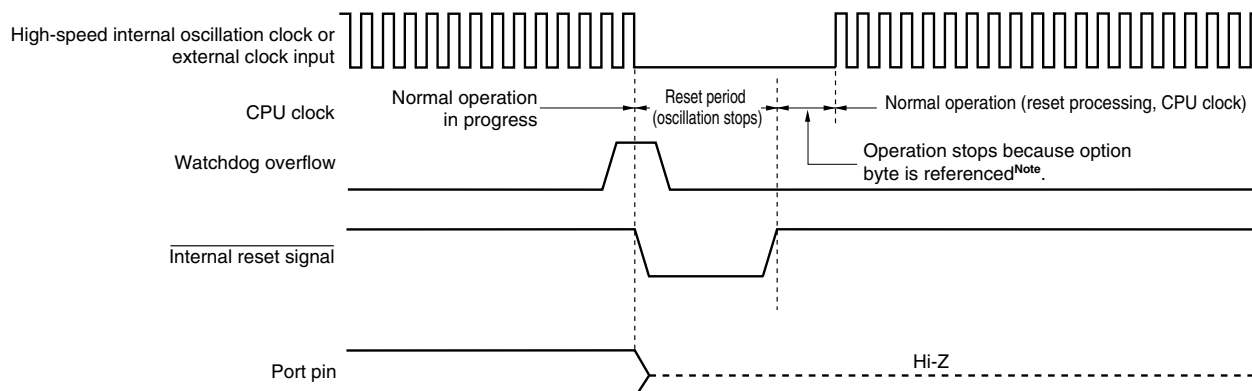 High-speed internal oscillation clock or
external clock input
CPU clock
Normal operation
in progress
Reset period
(oscillation stops)
Normal operation (reset processing, CPU clock)
Watchdog overflow
Operation stops because option
byte is referencedNote.
Internal reset signal
Port pin
Hi-Z